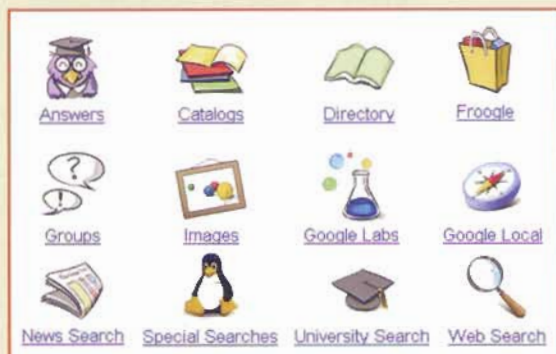 Answers Catalogs Directory Froogle
? !
Groups Images Google Labs Google Local
News Search Special Searches University Search Web Search